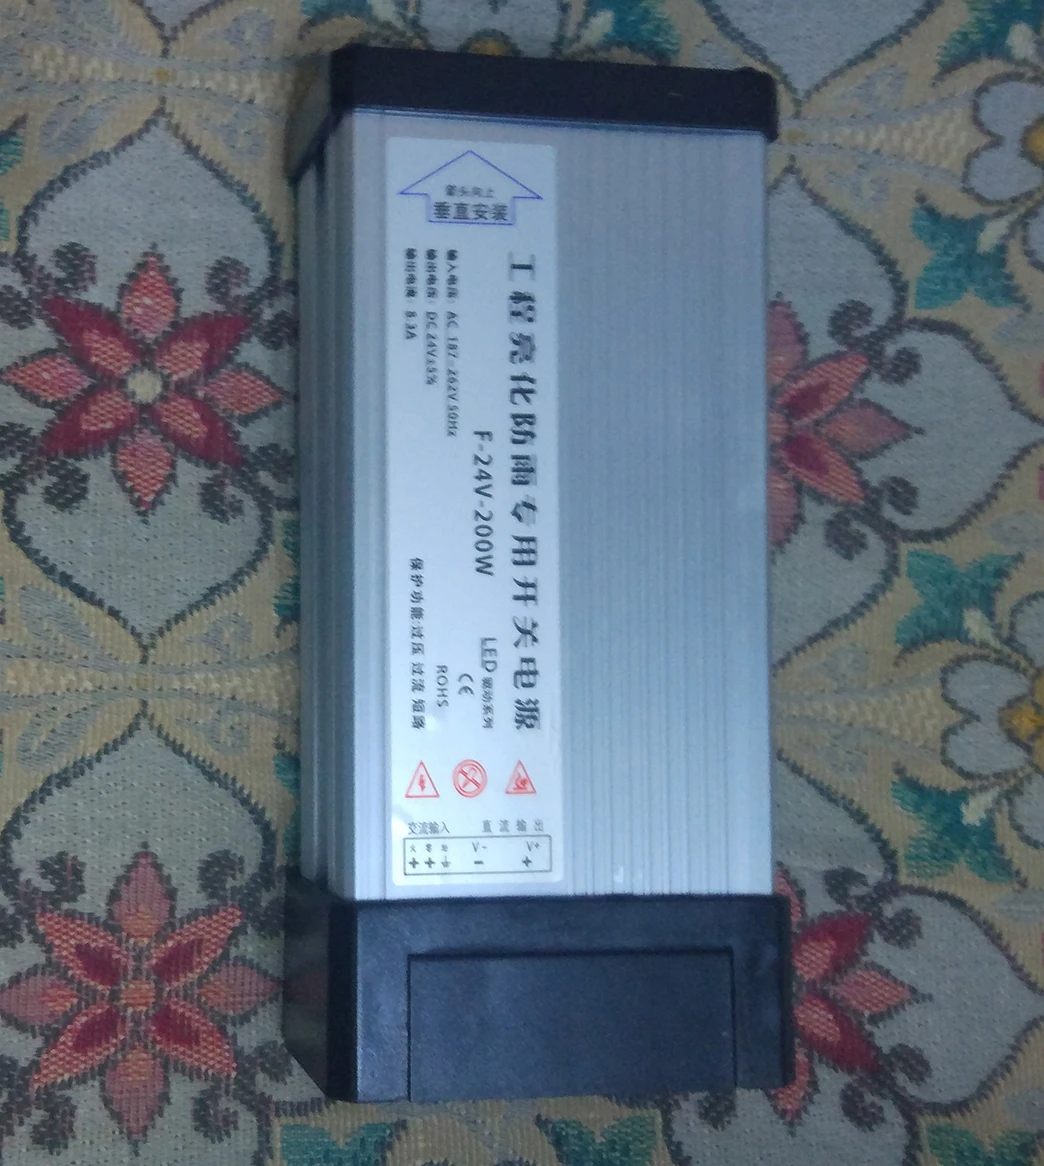 箭头向上
垂直安装
工程亮化防雨专用开关电源
F-24V-200W
LED 驱动系列
输入电压: AC 187-262V 50Hz
输出电压: DC 24V±5%
输出电流: 8.3A
CE
ROHS
保护功能:过压 过流 短路
交流输入 直流输出
V- V+